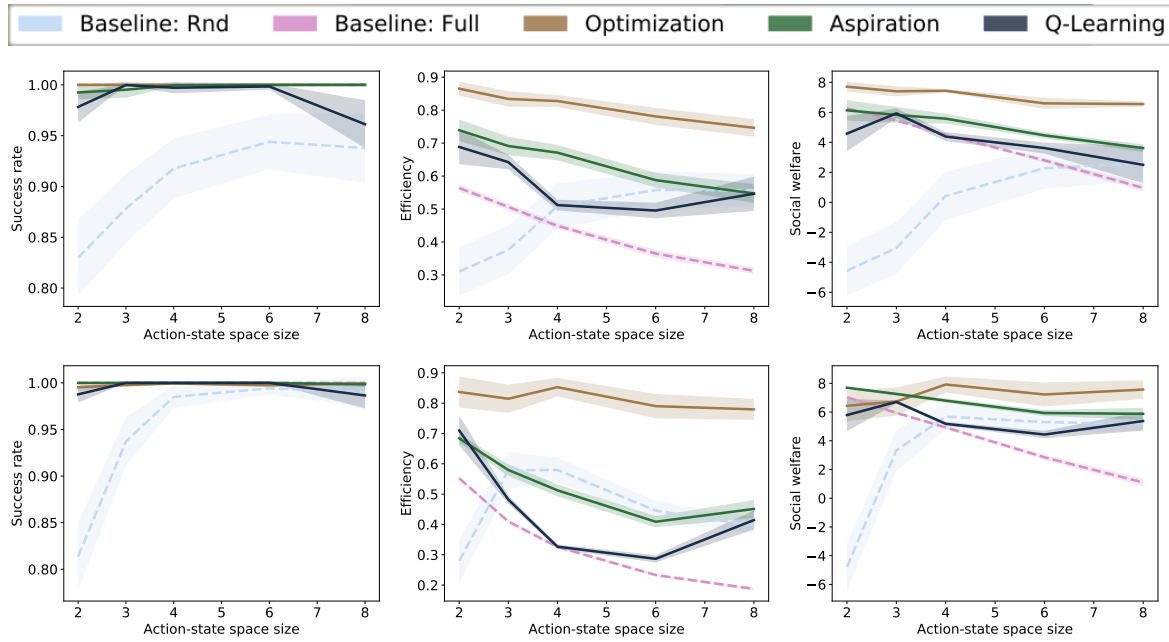 Baseline: Rnd Baseline: Full Optimization Aspiration Q-Learning
Success rate
1.00
0.95
0.90
0.85
0.80
2 3 4 5 6 7 8
Action-state space size
Efficiency
0.9
0.8
0.7
0.6
0.5
0.4
0.3
2 3 4 5 6 7 8
Action-state space size
Social welfare
8
6
4
2
0
−2
−4
−6
2 3 4 5 6 7 8
Action-state space size
Success rate
1.00
0.95
0.90
0.85
0.80
2 3 4 5 6 7 8
Action-state space size
Efficiency
0.9
0.8
0.7
0.6
0.5
0.4
0.3
0.2
2 3 4 5 6 7 8
Action-state space size
Social welfare
8
6
4
2
0
−2
−4
−6
2 3 4 5 6 7 8
Action-state space size